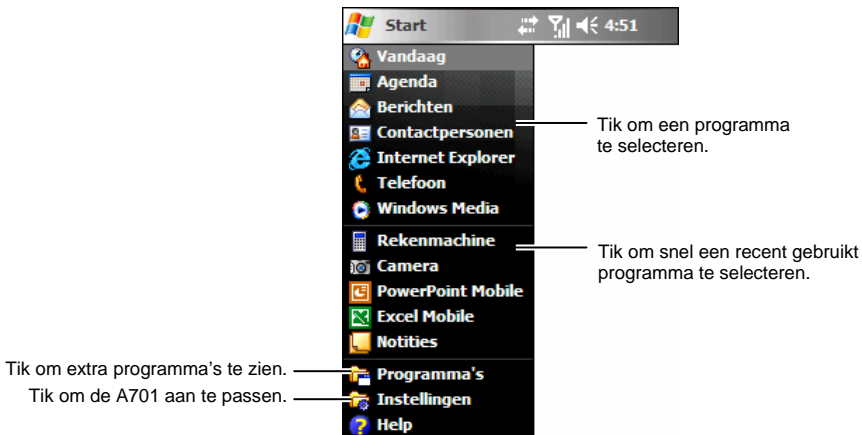 Start 4:51
Vandaag
Agenda
Berichten
Contactpersonen
Internet Explorer
Telefoon
Windows Media
Tik om een programma
te selecteren.
Rekenmachine
Camera
PowerPoint Mobile
Excel Mobile
Notities
Tik om snel een recent gebruikt
programma te selecteren.
Tik om extra programma’s te zien.
Programma's
Tik om de A701 aan te passen.
Instellingen
Help